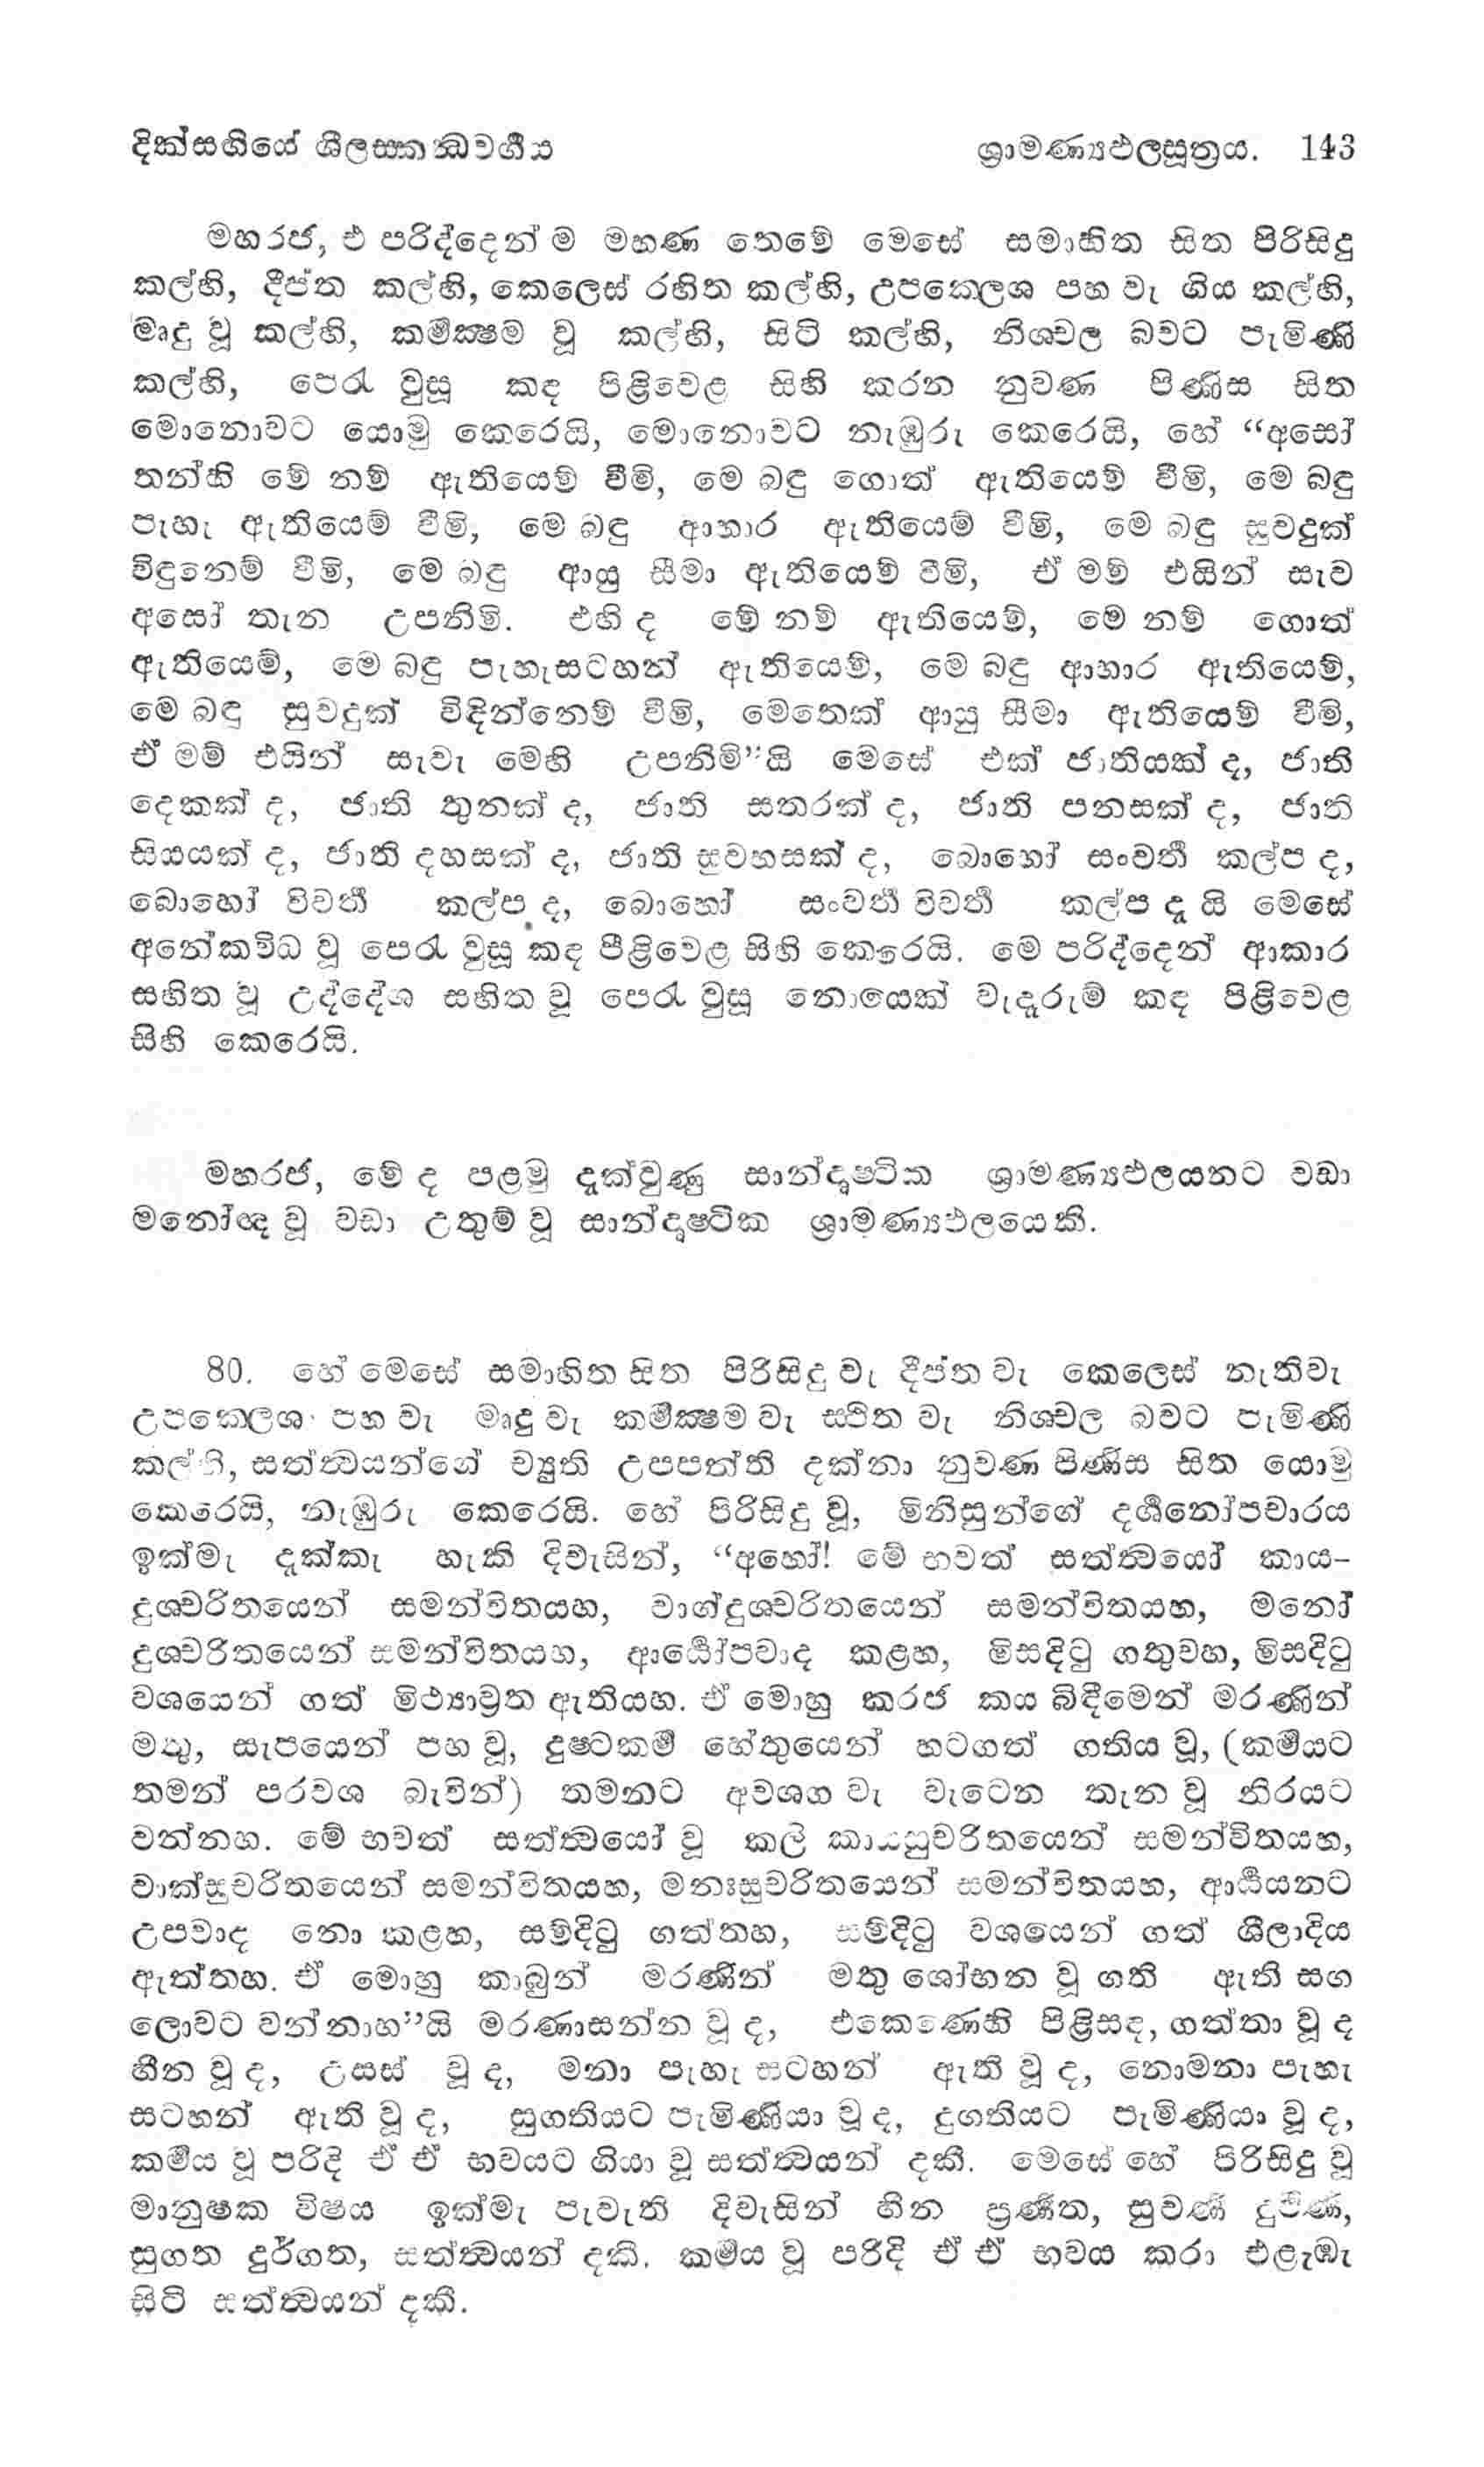 දික්සඟියේ ශීලස්කන්ධවර්‍ගය ශ්‍රාමණ්‍යඵලසූත්‍රය. 143
මහරජ, එ පරිද්දෙන් ම මහණ තෙමේ මෙසේ සමාහිත සිත පිරිසිදු
කල්හි, දීප්ත කල්හි, කෙලෙස් රහිත කල්හි, උපක්ලෙශ පහ වැ ගිය කල්හි,
මෘදු වූ කල්හි, කර්‍මක්‍ෂම වූ කල්හි, සිටි කල්හි, නිශ්චල බවට පැමිණි
කල්හි, පෙරැ වුසූ කඳ පිළිවෙළ සිහි කරන නුවණ පිණිස සිත
මොනොවට යොමු කෙරෙයි, මොනොවට නැඹුරු කෙරෙයි, හේ “අසෝ
තන්හි මේ නම් ඇතියෙම් වීමි, මෙ බඳු ගොත් ඇතියෙම් වීමි, මෙ බඳු
පැහැ ඇතියෙම් වීමි, මෙ බඳු ආහාර ඇතියෙම් වීමි, මෙ බඳු සුවදුක්
විඳුනෙම් වීමි, මෙ බඳු ආයු සීමා ඇතියෙම් වීමි, ඒ මම් එයින් සැව
අසෝ තැන උපනිමි. එහි ද මේ නම් ඇතියෙම්, මෙ නම් ගොත්
ඇතියෙම්, මෙ බඳු පැහැසටහන් ඇතියෙම්, මෙ බඳු ආහාර ඇතියෙම්,
මෙ බඳු සුවදුක් විඳින්නෙම් වීමි, මෙතෙක් ආයු සීමා ඇතියෙම් වීමි,
ඒ මම් එයින් සැවැ මෙහි උපනිමි”යි මෙසේ එක් ජාතියක් ද, ජාති
දෙකක් ද, ජාති තුනක් ද, ජාති සතරක් ද, ජාති පනසක් ද, ජාති
සියයක් ද, ජාති දහසක් ද, ජාති සුවහසක් ද, බොහෝ සංවර්‍ත කල්ප ද,
බොහෝ විවර්‍ත කල්ප ද, බොහෝ සංවර්‍ත විවර්‍ත කල්ප දැ යි මෙසේ
අනේකවිධ වූ පෙරැ වුසූ කඳ පිළිවෙළ සිහි කෙරෙයි. මෙ පරිද්දෙන් ආකාර
සහිත වූ උද්දේශ සහිත වූ පෙරැ වුසූ නොයෙක් වැදෑරුම් කඳ පිළිවෙළ
සිහි කෙරෙයි.
මහරජ, මේ ද පළමු දැක්වුණු සාන්දෘෂ්ටික ශ්‍රාමණ්‍යඵලයනට වඩා
මනෝඥ වූ වඩා උතුම් වූ සාන්දෘෂ්ටික ශ්‍රාමණ්‍යඵලයෙකි.
80. හේ මෙසේ සමාහිත සිත පිරිසිදු වැ දීප්ත වැ කෙලෙස් නැතිවැ
උපක්ලෙශ පහ වැ මෘදු වැ කර්‍මක්‍ෂම වැ ස්ථිත වැ නිශ්චල බවට පැමිණි
කල්හි, සත්ත්‍වයන්ගේ ච්‍යුති උපපත්ති දක්නා නුවණ පිණිස සිත යොමු
කෙරෙයි, නැඹුරු කෙරෙයි. හේ පිරිසිදු වූ, මිනිසුන්ගේ දර්‍ශනෝපචාරය
ඉක්මැ දැක්කැ හැකි දිවැසින්, “අහෝ! මේ භවත් සත්ත්‍වයෝ කාය-
දුශ්චරිතයෙන් සමන්විතයහ, වාග්දුශ්චරිතයෙන් සමන්විතයහ, මනෝ
දුශ්චරිතයෙන් සමන්විතයහ, ආර්‍ය්‍යෝපවාද කළහ, මිසදිටු ගතුවහ, මිසදිටු
වශයෙන් ගත් මිථ්‍යාව්‍රත ඇතියහ. ඒ මොහු කරජ කය බිඳීමෙන් මරණින්
මතු, සැපයෙන් පහ වූ, දුෂ්ටකර්‍ම හේතුයෙන් හටගත් ගතිය වූ, (කර්‍මයට
තමන් පරවශ බැවින්) තමනට අවශග වැ වැටෙන තැන වූ නිරයට
වන්නහ. මේ භවත් සත්ත්‍වයෝ වූ කලි කායසුචරිතයෙන් සමන්විතයහ,
වාක්සුචරිතයෙන් සමන්විතයහ, මනඃසුචරිතයෙන් සමන්විතයහ, ආර්‍ය්‍යයනට
උපවාද නො කළහ, සම්දිටු ගත්තහ, සම්දිටු වශයෙන් ගත් ශීලාදිය
ඇත්තහ. ඒ මොහු කාබුන් මරණින් මතු ශෝභන වූ ගති ඇති සග
ලොවට වන්නාහ”යි මරණාසන්න වූ ද, එකෙණෙහි පිළිසඳ, ගත්තා වූ ද
හීන වූ ද, උසස් වූ ද, මනා පැහැ සටහන් ඇති වූ ද, නොමනා පැහැ
සටහන් ඇති වූ ද, සුගතියට පැමිණියා වූ ද, දුගතියට පැමිණියා වූ ද,
කර්‍මය වූ පරිදි ඒ ඒ භවයට ගියා වූ සත්ත්‍වයන් දකී. මෙසේ හේ පිරිසිදු වූ
මානුෂක විෂය ඉක්මැ පැවැති දිවැසින් හීන ප්‍රණීත, සුවර්‍ණ දුර්‍වර්‍ණ,
සුගත දුර්ගත, සත්ත්‍වයන් දකී. කර්‍මය වූ පරිදි ඒ ඒ භවය කරා එළැඹැ
සිටි සත්ත්‍වයන් දකී.